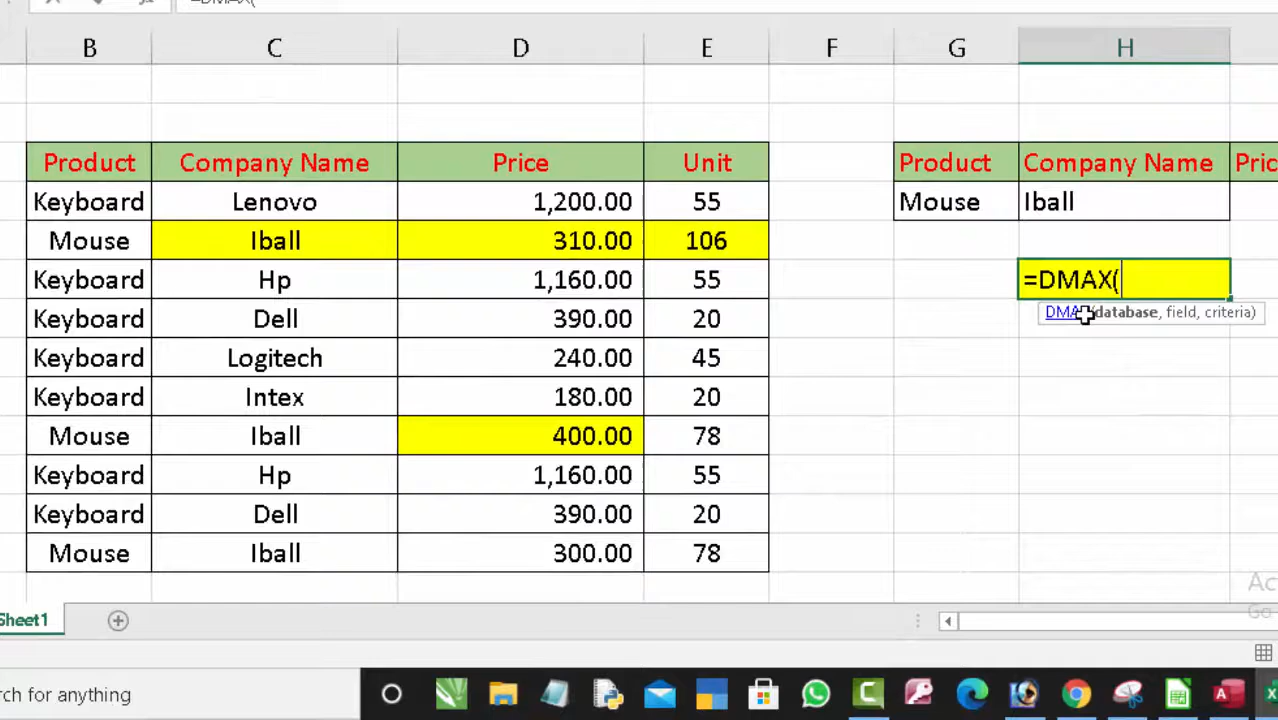 =DMAX(
B C D E F G H
Product Company Name Price Unit Product Company Name
Keyboard Lenovo 1,200.00 55 Mouse Iball
Mouse Iball 310.00 106
Keyboard Hp 1,160.00 55 =DMAX(
Keyboard Dell 390.00 20 (database, field, criteria)
Keyboard Logitech 240.00 45
Keyboard Intex 180.00 20
Mouse Iball 400.00 78
Keyboard Hp 1,160.00 55
Keyboard Dell 390.00 20
Mouse Iball 300.00 78
Sheet1
rch for anything